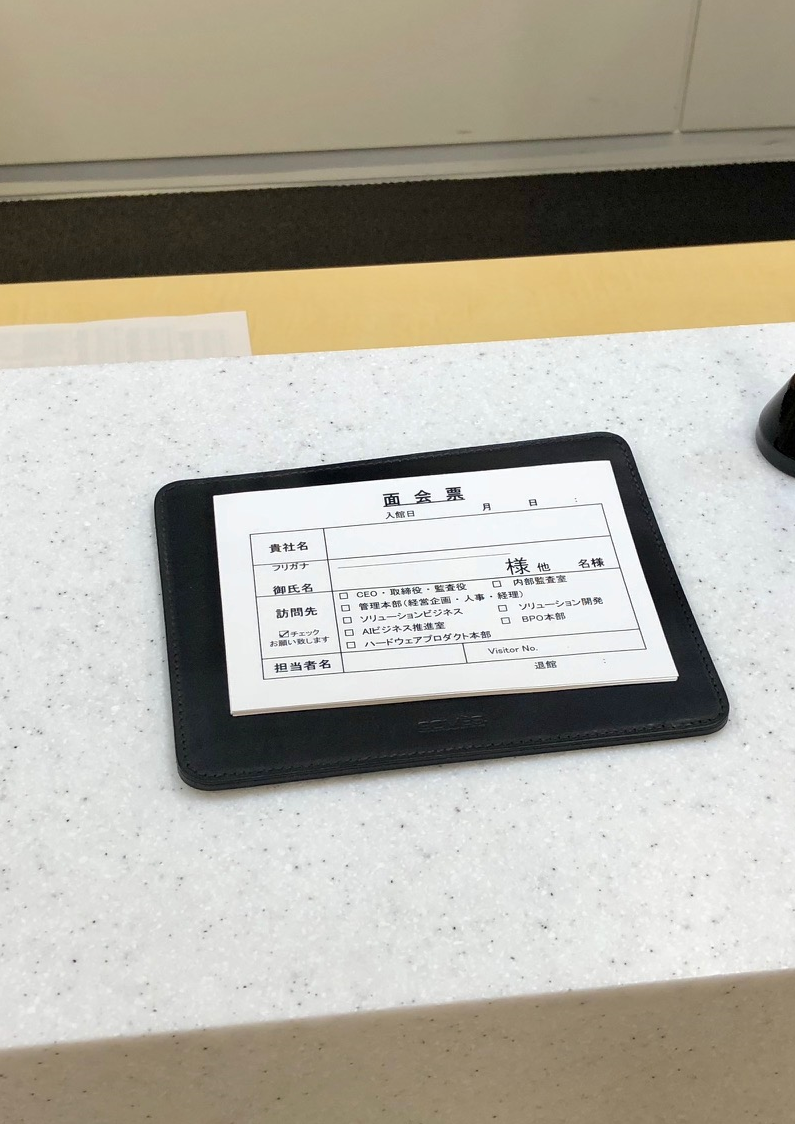 面会票
入館日 月 日 :
貴社名
フリガナ
御氏名 様 他 名様
訪問先
☑チェック
お願い致します
□ CEO・取締役・監査役 □ 内部監査室
□ 管理本部(経営企画・人事・経理)
□ ソリューションビジネス □ ソリューション開発
□ AIビジネス推進室 □ BPO本部
□ ハードウェアプロダクト本部
担当者名 Visitor No.
退館 :